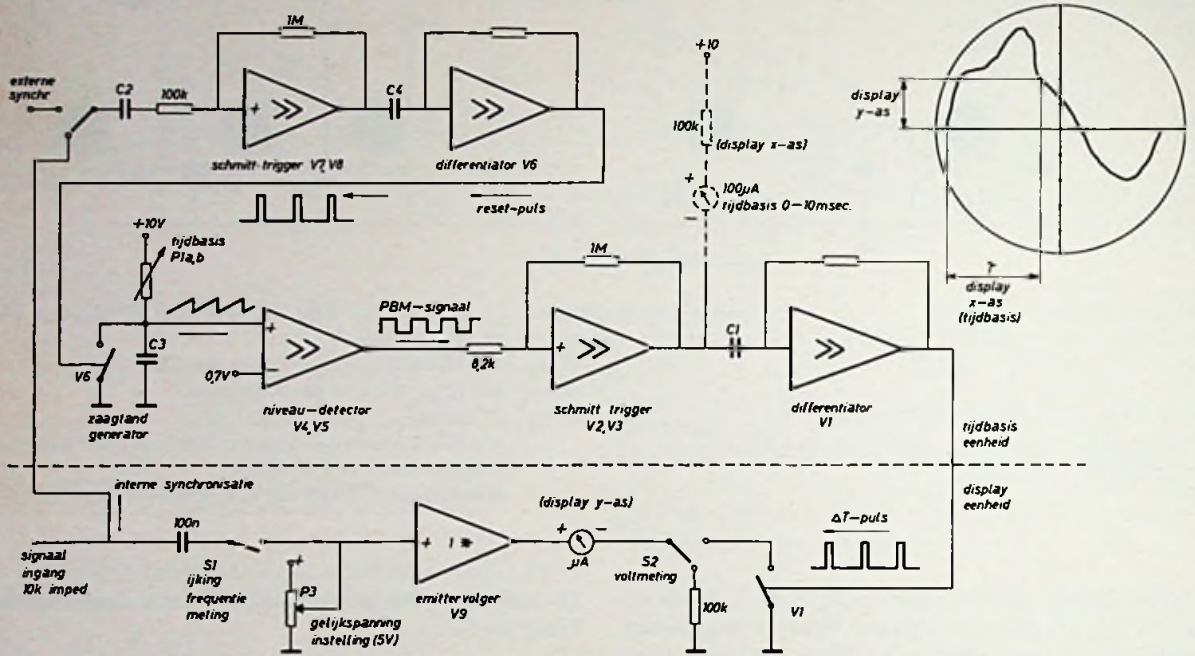 1M
externe
synchr
C2
100k
+
C4
schmitt-trigger V7,V8
differentiator V6
reset-puls
+10
100k
(display x-as)
+
100µA
tijdbasis 0-10msec.
-
display
y-as
τ
display
x-as
(tijdbasis)
+10V
tijdbasis
P1a,b
C3
V6
zaagtand
generator
+
-
0,7V
niveau-detector
V4,V5
PBM-signaal
8,2k
1M
+
schmitt trigger
V2,V3
C1
differentiator
V1
tijdbasis
eenheid
display
eenheid
interne synchronisatie
signaal
ingang
10k imped
100n
S1
ijking
frequentie
meting
+
P3
gelijkspanning
instelling (5V)
+ 1*
emittervolger
V9
(display y-as)
+ -
µA
S2
voltmeting
100k
V1
ΔT-puls